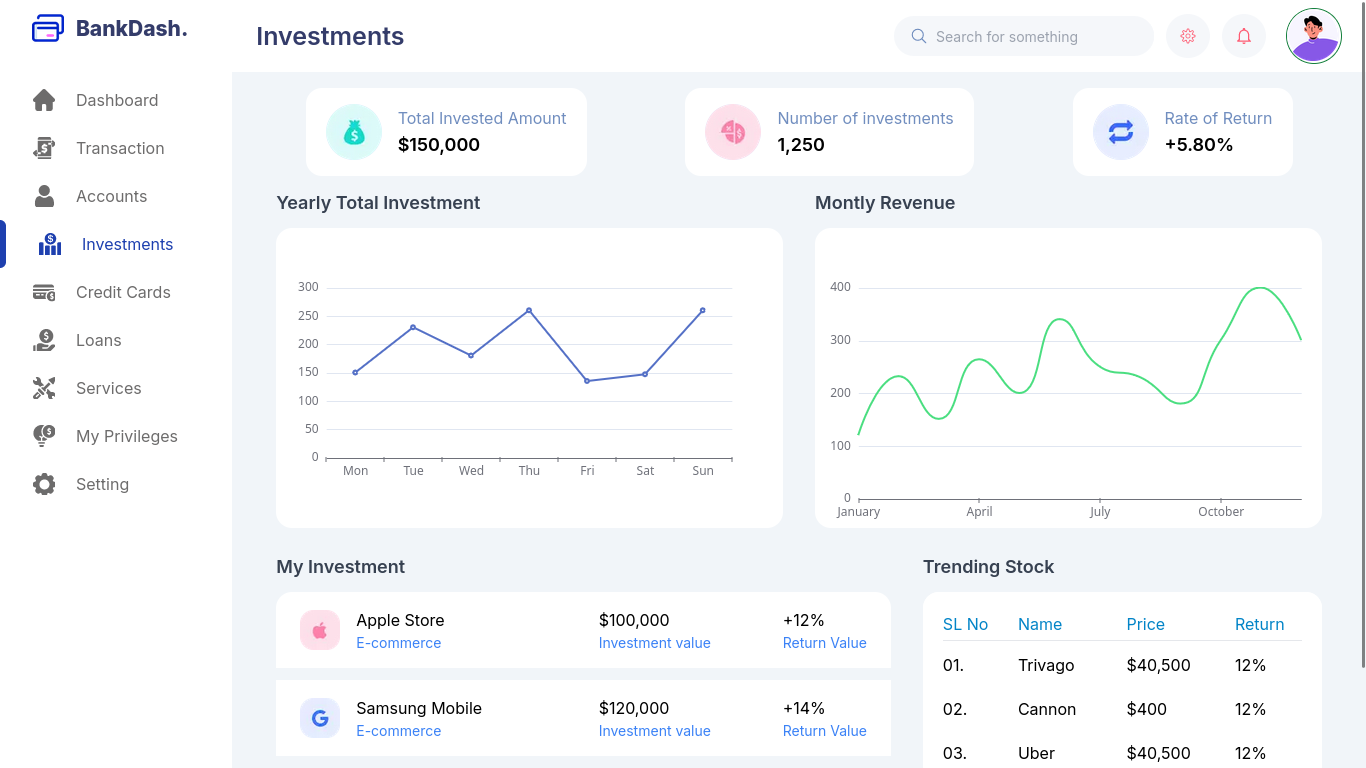 BankDash.
Investments
Search for something
Dashboard
Transaction
Accounts
Investments
Credit Cards
Loans
Services
My Privileges
Setting
Total Invested Amount
$150,000
Number of investments
1,250
Rate of Return
+5.80%
Yearly Total Investment
300
250
200
150
100
50
0
Mon Tue Wed Thu Fri Sat Sun
Montly Revenue
400
300
200
100
0
January April July October
My Investment
Apple Store $100,000 +12%
E-commerce Investment value Return Value
Samsung Mobile $120,000 +14%
E-commerce Investment value Return Value
Trending Stock
SL No Name Price Return
01. Trivago $40,500 12%
02. Cannon $400 12%
03. Uber $40,500 12%